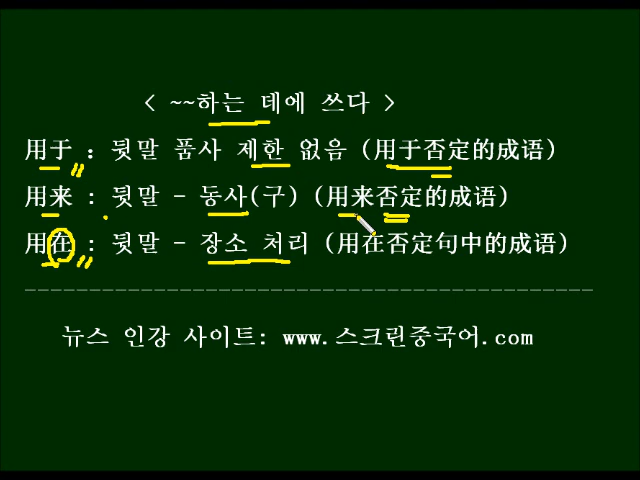 < ~~하는 데에 쓰다 >
用于 : 뒷말 품사 제한 없음 (用于否定的成语)
用来 : 뒷말 - 동사(구) (用来否定的成语)
用在 : 뒷말 - 장소 처리 (用在否定句中的成语)
뉴스 인강 사이트: www.스크린중국어.com